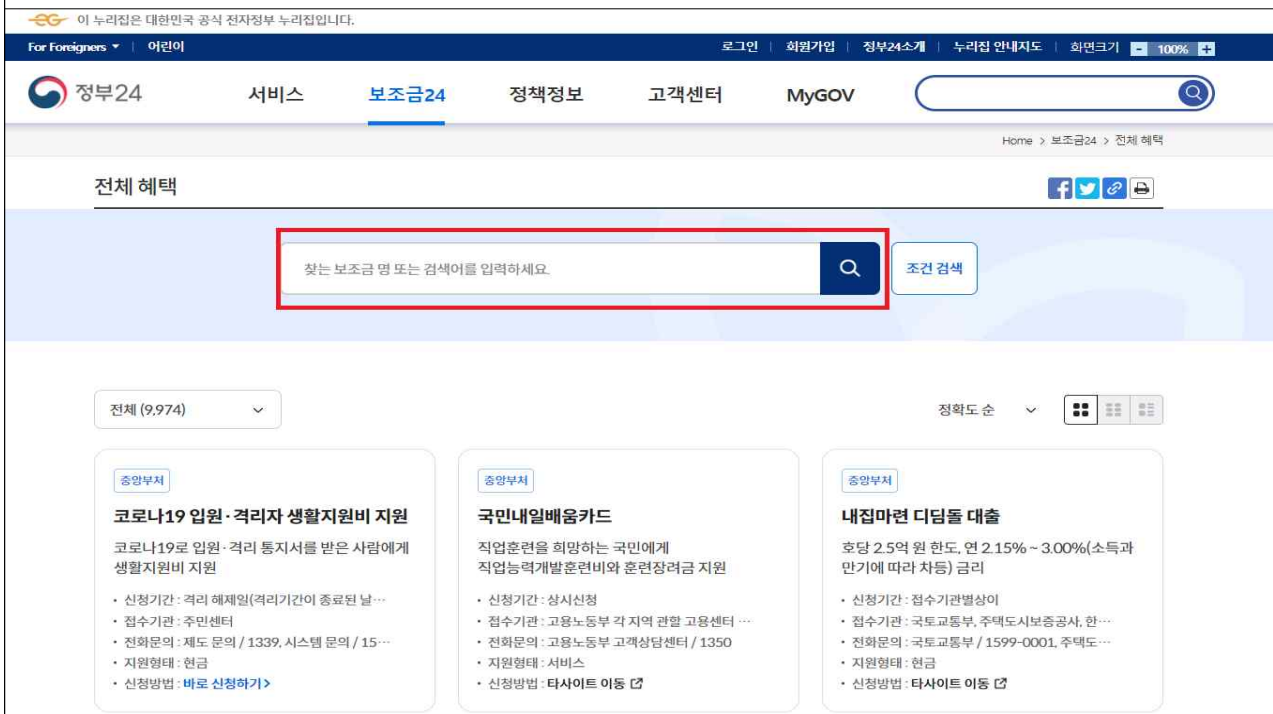 이 누리집은 대한민국 공식 전자정부 누리집입니다.
For Foreigners 어린이 로그인 회원가입 정부24소개 누리집 안내지도 화면크기 - 100% +
정부24 서비스 보조금24 정책정보 고객센터 MyGOV
Home > 보조금24 > 전체 혜택
전체 혜택
찾는 보조금 명 또는 검색어를 입력하세요. 조건 검색
전체 (9,974) 정확도 순
중앙부처
코로나19 입원·격리자 생활지원비 지원
코로나19로 입원·격리 통지서를 받은 사람에게
생활지원비 지원
• 신청기간 : 격리 해제일(격리기간이 종료된 날…
• 접수기관 : 주민센터
• 전화문의 : 제도 문의 / 1339, 시스템 문의 / 15…
• 지원형태 : 현금
• 신청방법 : 바로 신청하기>
중앙부처
국민내일배움카드
직업훈련을 희망하는 국민에게
직업능력개발훈련비와 훈련장려금 지원
• 신청기간 : 상시신청
• 접수기관 : 고용노동부 각 지역 관할 고용센터 …
• 전화문의 : 고용노동부 고객상담센터 / 1350
• 지원형태 : 서비스
• 신청방법 : 타사이트 이동
중앙부처
내집마련 디딤돌 대출
호당 2.5억 원 한도, 연 2.15% ~ 3.00%(소득과
만기에 따라 차등) 금리
• 신청기간 : 접수기관별상이
• 접수기관 : 국토교통부, 주택도시보증공사, 한…
• 전화문의 : 국토교통부 / 1599-0001, 주택도…
• 지원형태 : 현금
• 신청방법 : 타사이트 이동